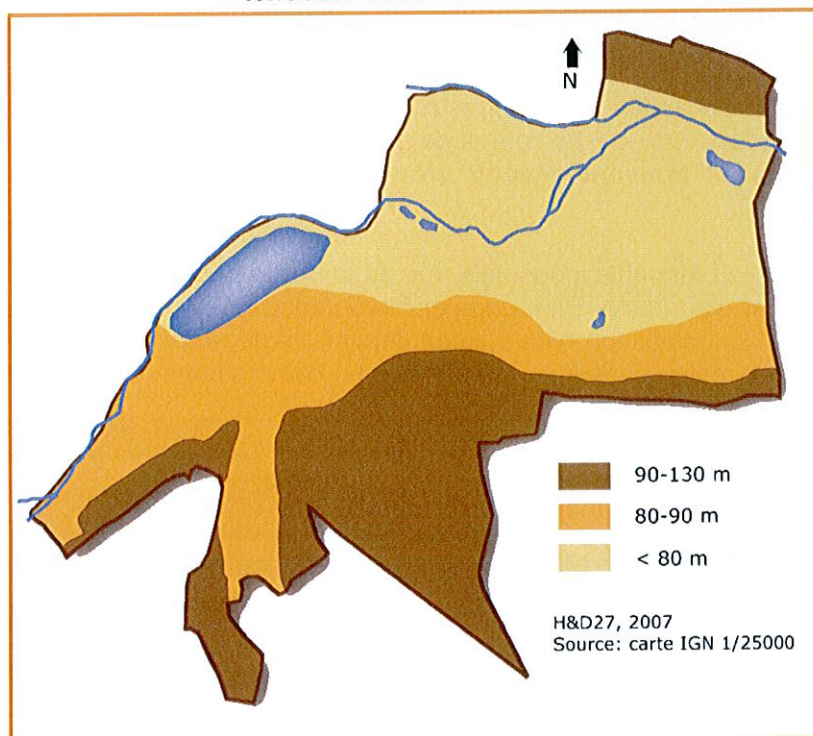 N
90-130 m
80-90 m
< 80 m
H&D27, 2007
Source: carte IGN 1/25000